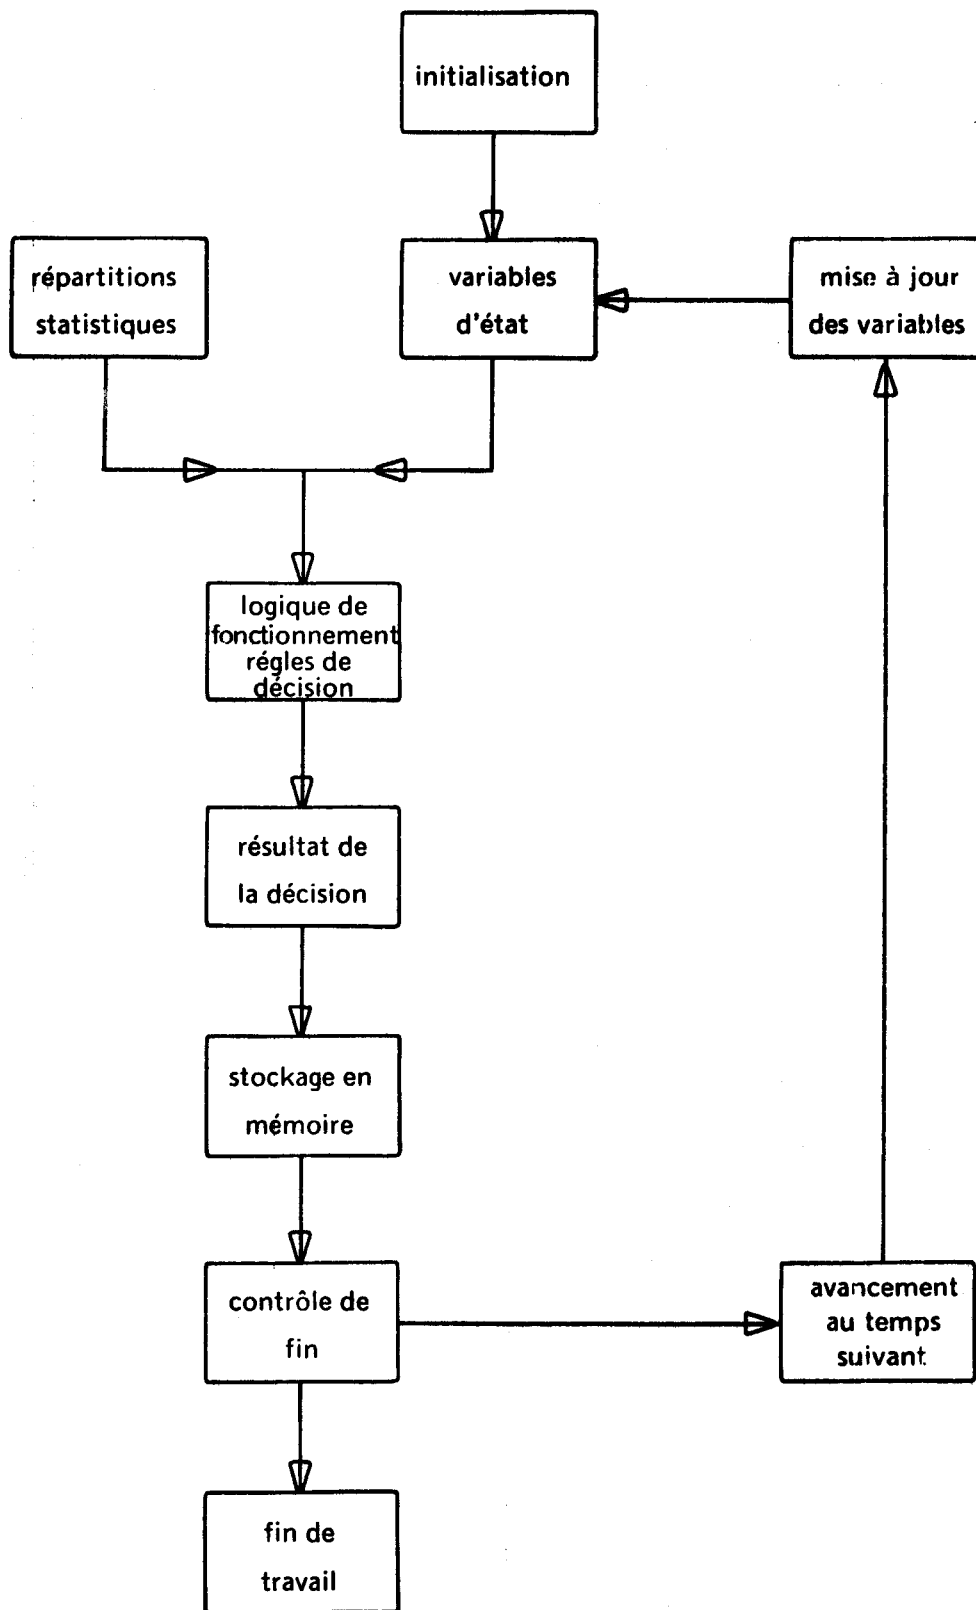 initialisation
répartitions
statistiques
variables
d'état
mise à jour
des variables
logique de
fonctionnement
régles de
décision
résultat de
la décision
stockage en
mémoire
contrôle de
fin
avancement
au temps
suivant.
fin de
travail